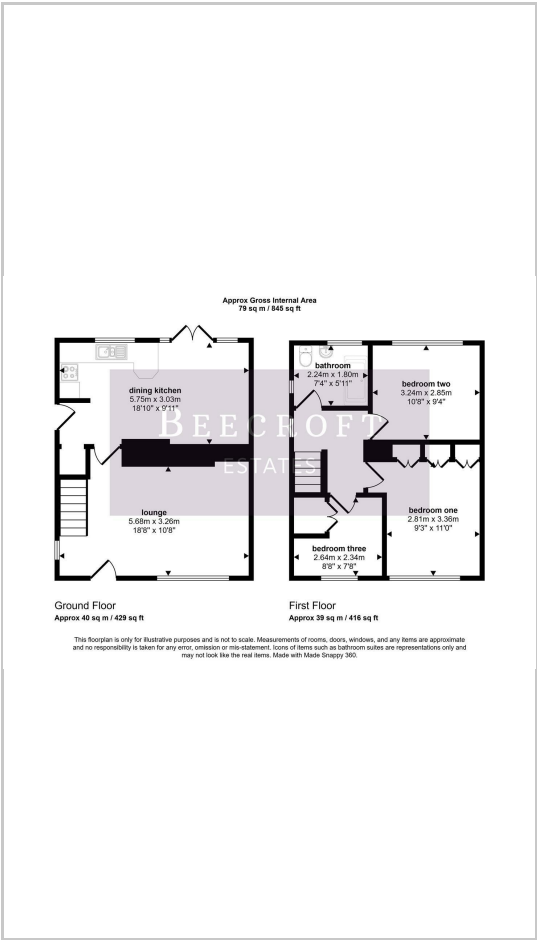 Approx Gross Internal Area
79 sq m / 845 sq ft
dining kitchen
5.75m x 3.03m
18'10" x 9'11"
bathroom
2.24m x 1.80m
7'4" x 5'11"
bedroom two
3.24m x 2.85m
10'8" x 9'4"
BEECROFT
ESTATES
lounge
5.68m x 3.26m
18'8" x 10'8"
bedroom one
2.81m x 3.36m
9'3" x 11'0"
bedroom three
2.64m x 2.34m
8'8" x 7'8"
Ground Floor
Approx 40 sq m / 429 sq ft
First Floor
Approx 39 sq m / 416 sq ft
This floorplan is only for illustrative purposes and is not to scale. Measurements of rooms, doors, windows, and any items are approximate
and no responsibility is taken for any error, omission or mis-statement. Icons of items such as bathroom suites are representations only and
may not look like the real items. Made with Made Snappy 360.